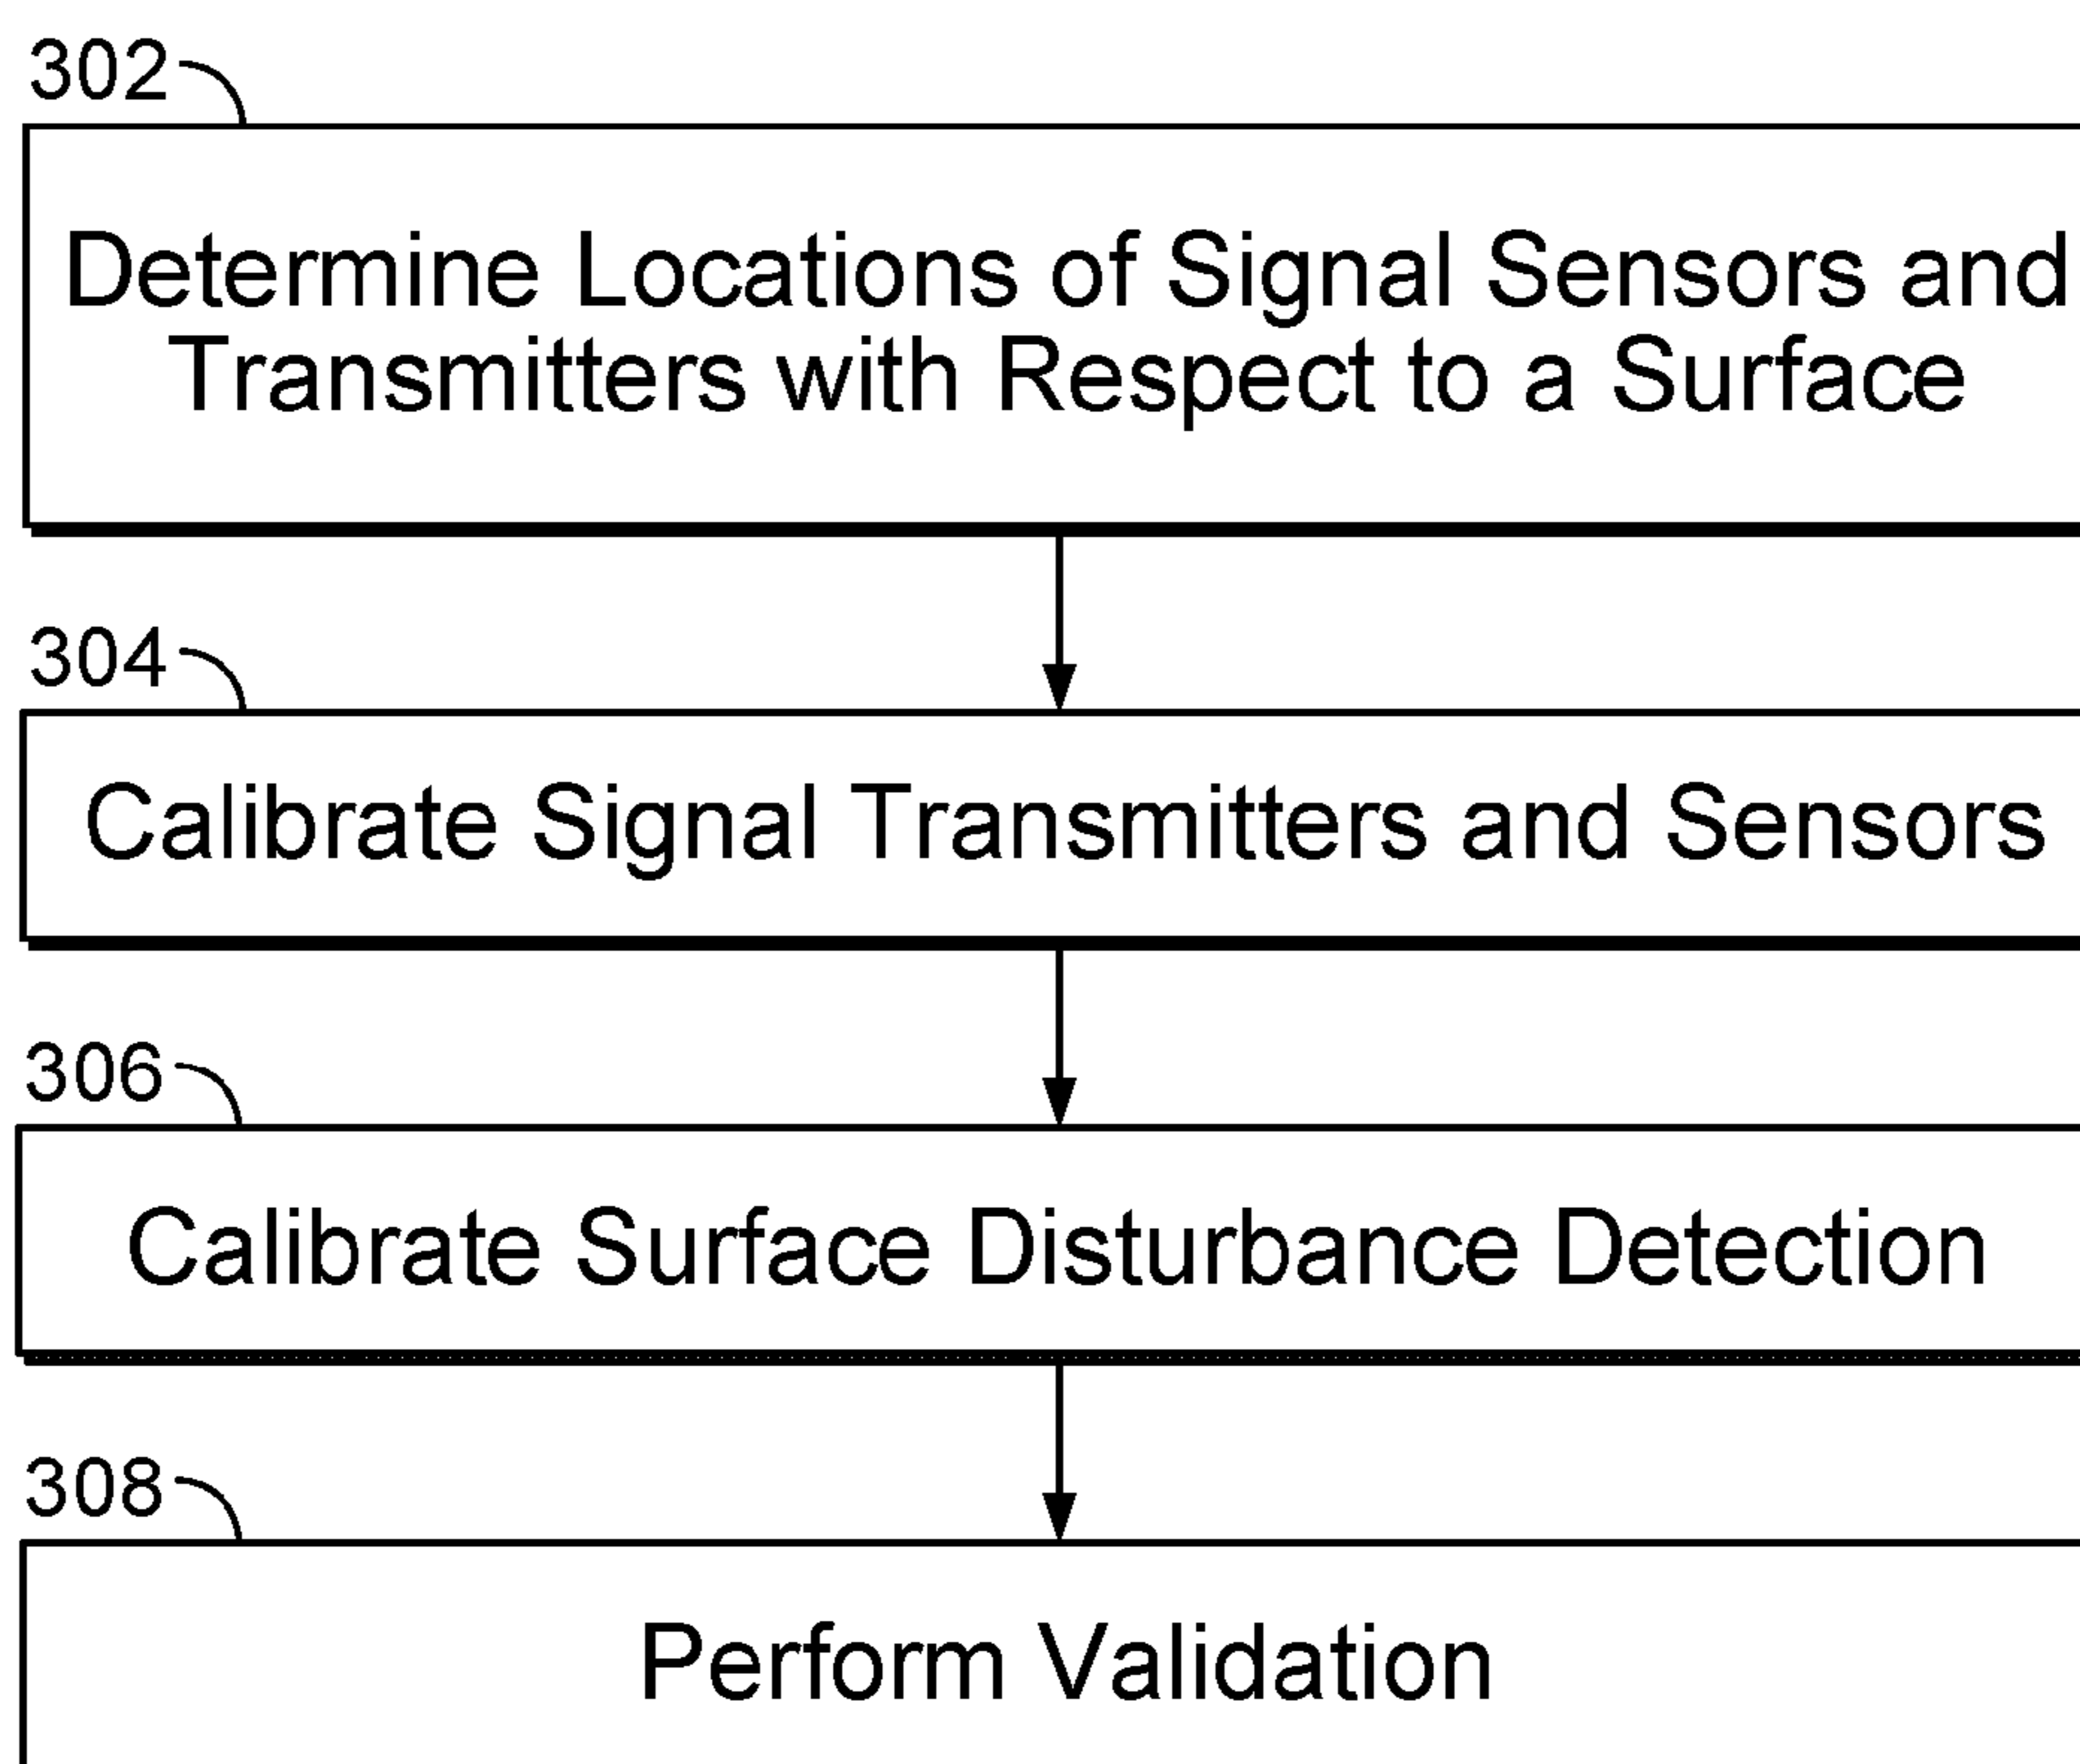 302
Determine Locations of Signal Sensors and
Transmitters with Respect to a Surface
304
Calibrate Signal Transmitters and Sensors
306
Calibrate Surface Disturbance Detection
308
Perform Validation